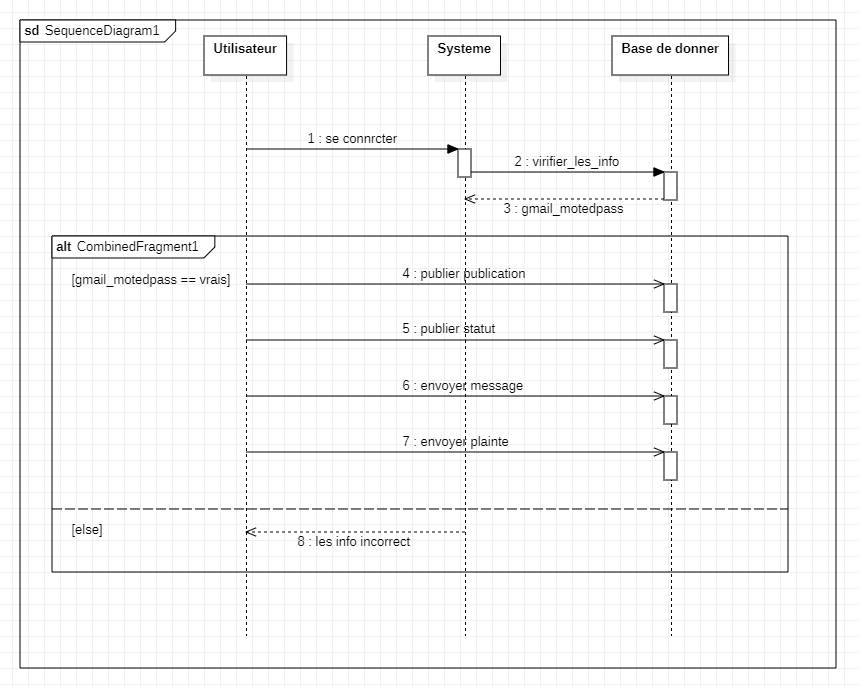 sd SequenceDiagram1
Utilisateur
Systeme
Base de donner
1 : se connrcter
2 : virifier_les_info
3 : gmail_motedpass
alt CombinedFragment1
[gmail_motedpass == vrais]
4 : publier publication
5 : publier statut
6 : envoyer message
7 : envoyer plainte
[else]
8 : les info incorrect